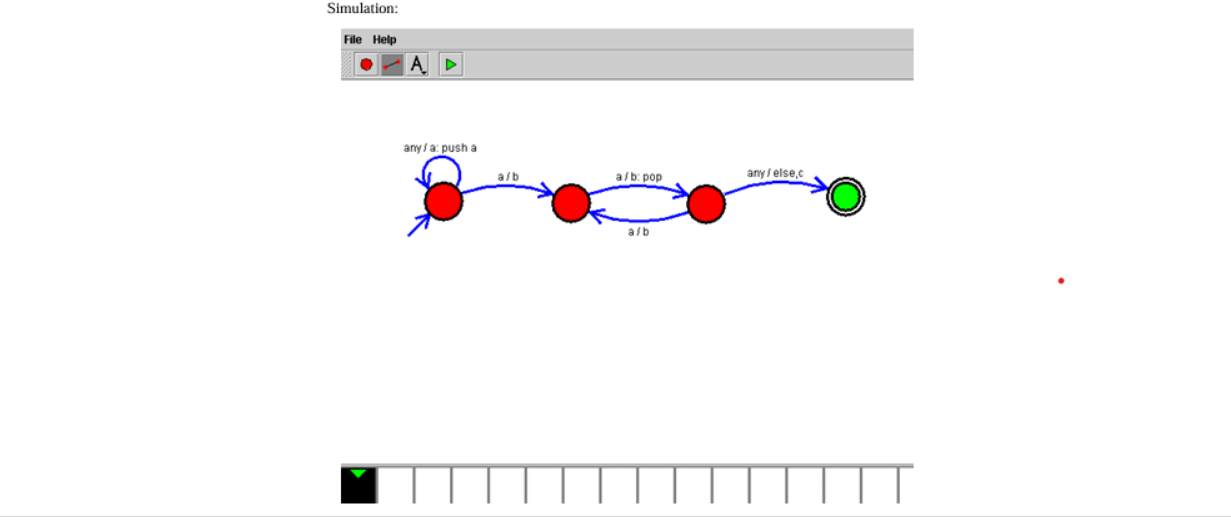 Simulation:
File Help
A
any / a: push a
a / b
a / b: pop
any / else,c
a / b